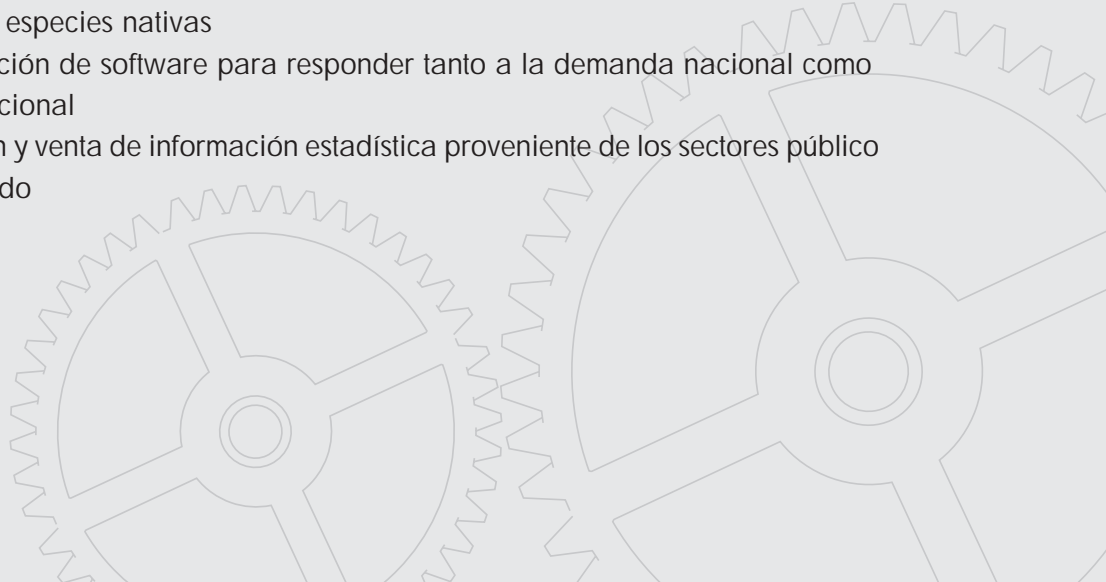 especies nativas
ción de software para responder tanto a la demanda nacional como
cional
n y venta de información estadística proveniente de los sectores público
do